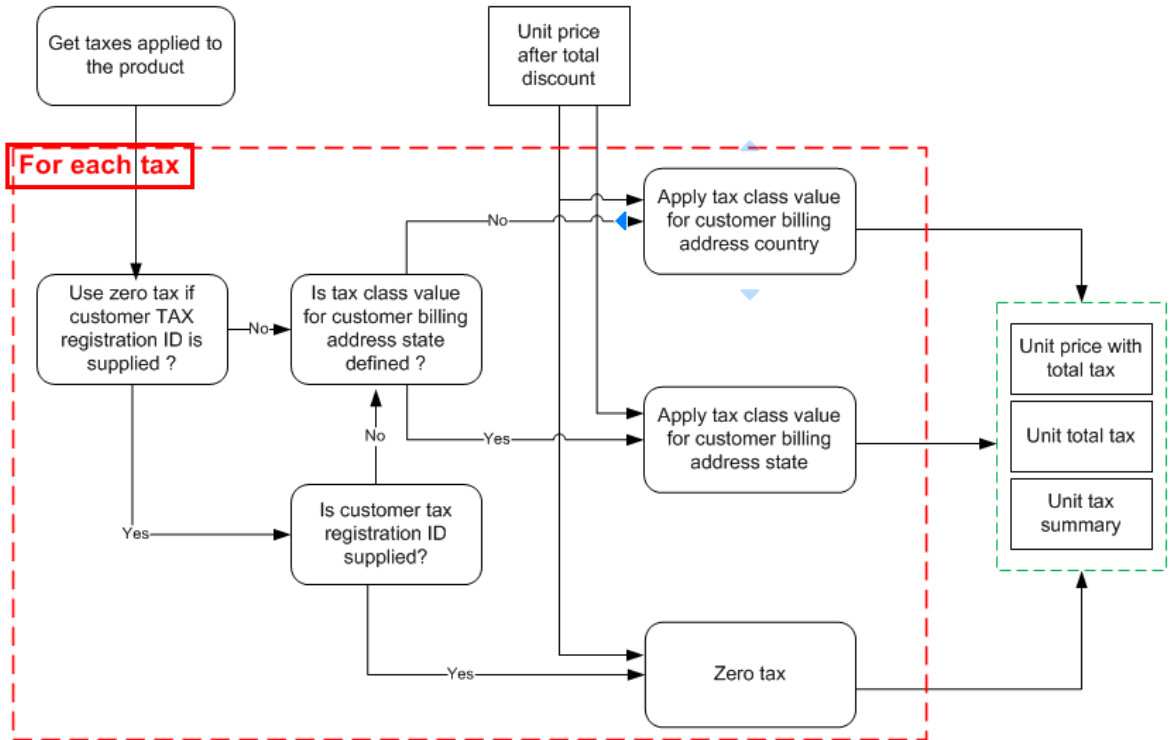 Get taxes applied to
the product
Unit price
after total
discount
For each tax
Apply tax class value
for customer billing
address country
No
Use zero tax if
customer TAX
registration ID is
supplied ?
No
Is tax class value
for customer billing
address state
defined ?
Unit price with
total tax
Unit total tax
Unit tax
summary
Apply tax class value
for customer billing
address state
Yes
No
Is customer tax
registration ID
supplied?
Yes
Yes
Zero tax